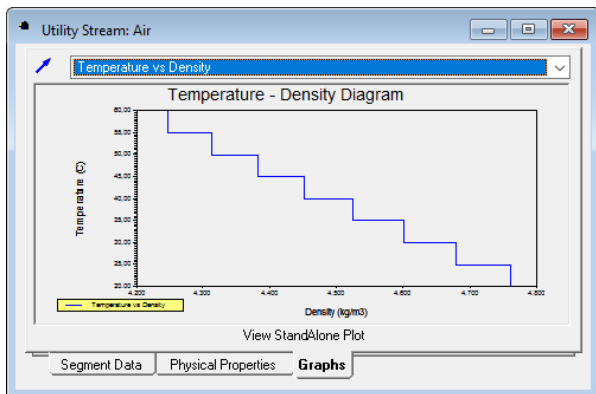 Utility Stream: Air
Temperature vs Density
Temperature - Density Diagram
60,00
55,00
50,00
45,00
40,00
35,00
30,00
25,00
20,00
Temperature (C)
4.200 4.300 4.400 4.500 4.600 4.700 4.800
Temperature vs Density
Density (kg/m3)
View StandAlone Plot
Segment Data Physical Properties Graphs